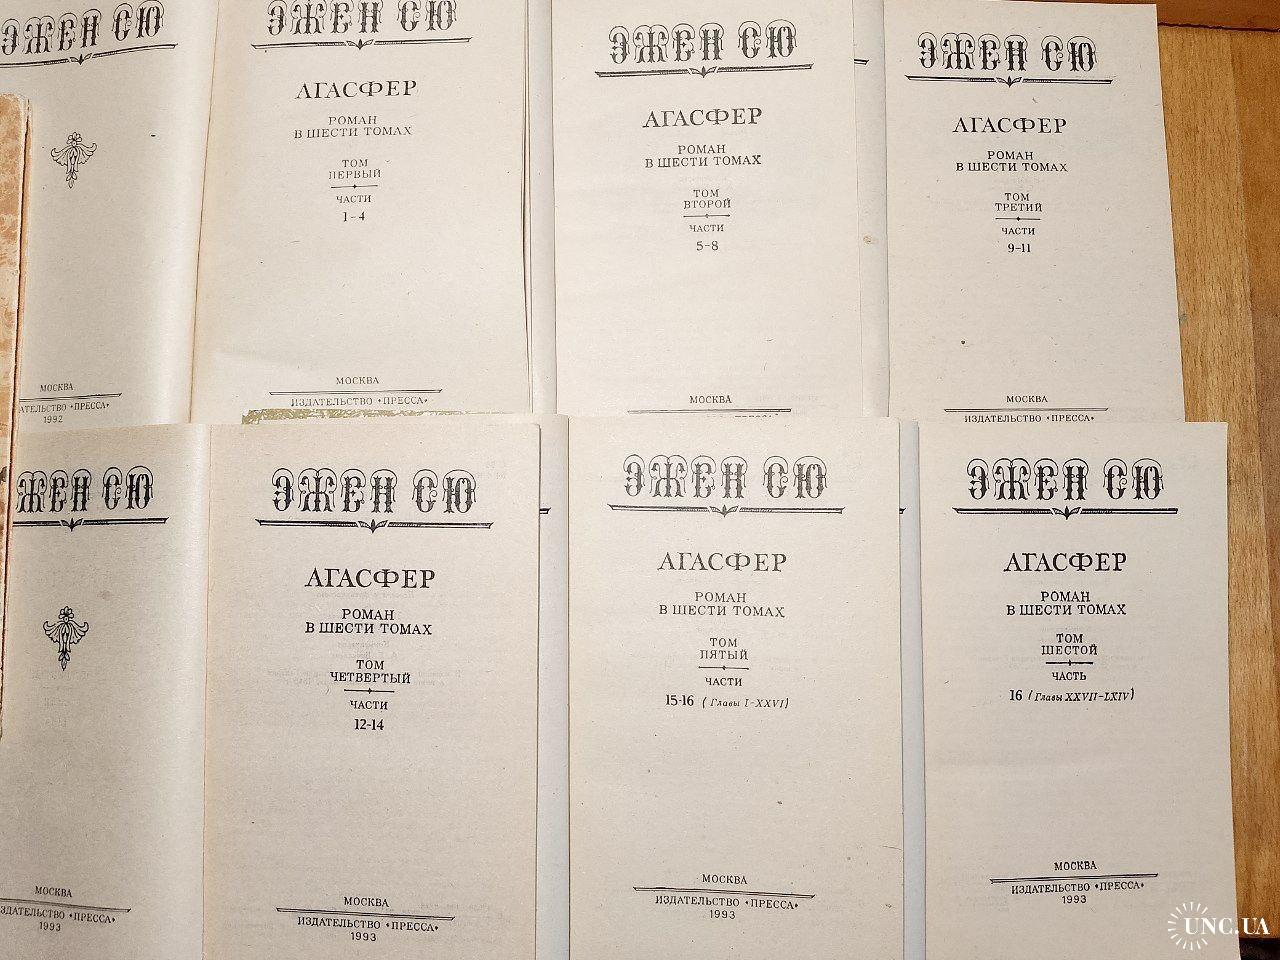 ЭЖЕН СЮ
МОСКВА
ИЗДАТЕЛЬСТВО «ПРЕССА»
1992
ЭЖЕН СЮ
АГАСФЕР
РОМАН
В ШЕСТИ ТОМАХ
ТОМ
ПЕРВЫЙ
ЧАСТИ
1-4
МОСКВА
ИЗДАТЕЛЬСТВО «ПРЕССА»
ЭЖЕН СЮ
АГАСФЕР
РОМАН
В ШЕСТИ ТОМАХ
ТОМ
ВТОРОЙ
ЧАСТИ
5-8
МОСКВА
ЭЖЕН СЮ
АГАСФЕР
РОМАН
В ШЕСТИ ТОМАХ
ТОМ
ТРЕТИЙ
ЧАСТИ
9-11
МОСКВА
ИЗДАТЕЛЬСТВО «ПРЕССА»
ЖЕН СЮ
МОСКВА
ЗДАТЕЛЬСТВО «ПРЕССА»
1993
ЭЖЕН СЮ
АГАСФЕР
РОМАН
В ШЕСТИ ТОМАХ
ТОМ
ЧЕТВЕРТЫЙ
ЧАСТИ
12-14
МОСКВА
ИЗДАТЕЛЬСТВО «ПРЕССА»
1993
ЭЖЕН СЮ
АГАСФЕР
РОМАН
В ШЕСТИ ТОМАХ
ТОМ
ПЯТЫЙ
ЧАСТИ
15-16 (Главы I-XXVI)
МОСКВА
ИЗДАТЕЛЬСТВО «ПРЕССА»
1993
ЭЖЕН СЮ
АГАСФЕР
РОМАН
В ШЕСТИ ТОМАХ
ТОМ
ШЕСТОЙ
ЧАСТЬ
16 (Главы XXVII-LXIV)
МОСКВА
ИЗДАТЕЛЬСТВО «ПРЕССА»
1993
UNC.UA